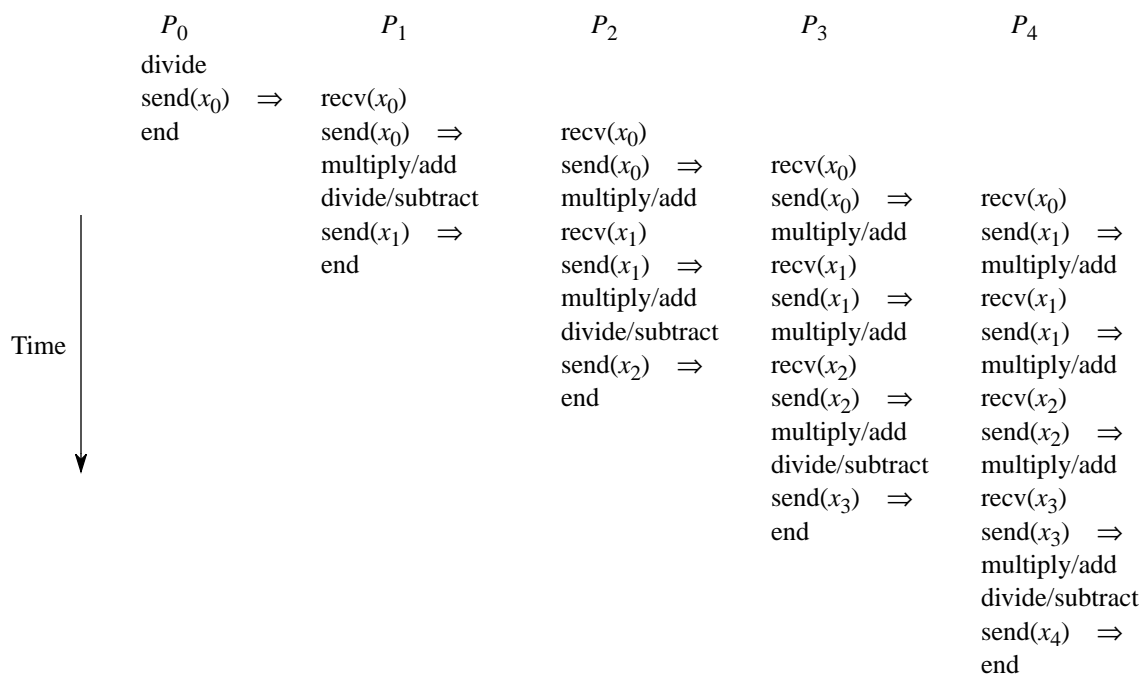 P0 P1 P2 P3 P4
divide
send(x0) ⇒ recv(x0)
end send(x0) ⇒ recv(x0)
multiply/add send(x0) ⇒ recv(x0)
divide/subtract multiply/add send(x0) ⇒ recv(x0)
send(x1) ⇒ recv(x1) multiply/add send(x1) ⇒
end send(x1) ⇒ recv(x1) multiply/add
multiply/add send(x1) ⇒ recv(x1)
Time divide/subtract multiply/add send(x1) ⇒
send(x2) ⇒ recv(x2) multiply/add
end send(x2) ⇒ recv(x2)
multiply/add send(x2) ⇒
divide/subtract multiply/add
send(x3) ⇒ recv(x3)
end send(x3) ⇒
multiply/add
divide/subtract
send(x4) ⇒
end